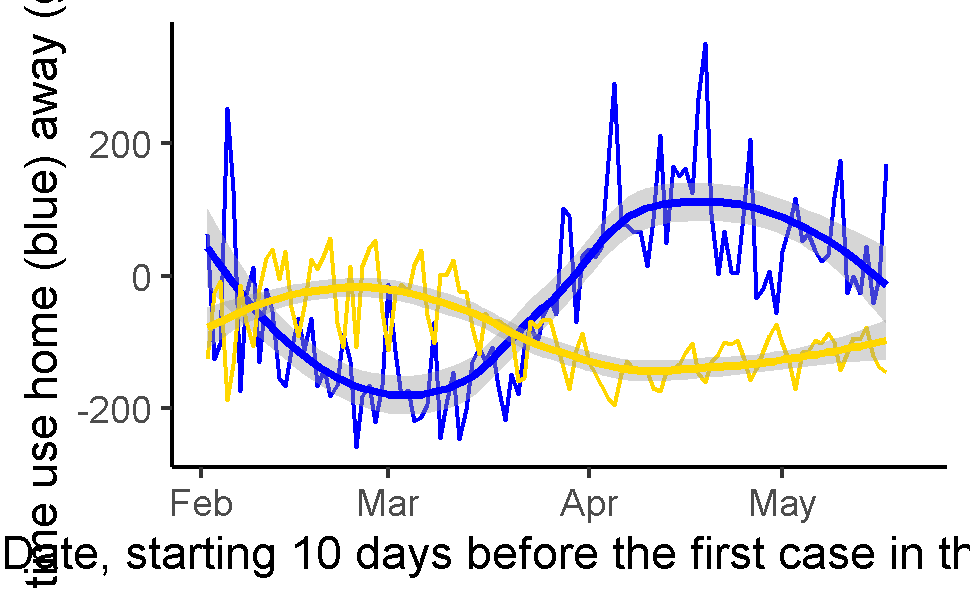 time use home (blue) away (
200
0
-200
Feb Mar Apr May
Date, starting 10 days before the first case in th